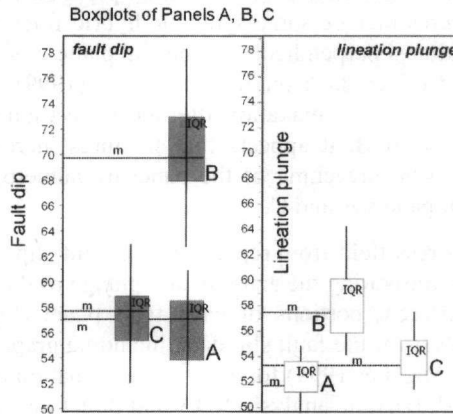 Boxplots of Panels A, B, C
fault dip
lineation plunge
Fault dip
78
76
74
72
70
68
66
64
62
60
58
56
54
52
50
IQR
m
B
IQR
m
m
C
IQR
A
Lineation plunge
78
76
74
72
70
68
66
64
62
60
58
56
54
52
50
IQR
m
B
IQR
m
A
m
IQR
C